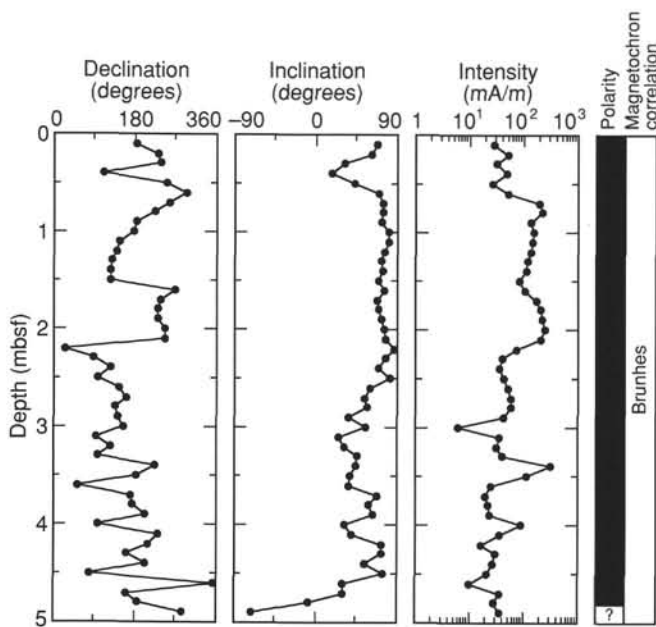 Declination
(degrees)
Inclination
(degrees)
Intensity
(mA/m)
Polarity
Magnetochron
correlation
0 360
−90 0 90
1 10¹ 10² 10³
Depth (mbsf)
0
1
2
3
4
5
Brunhes
?